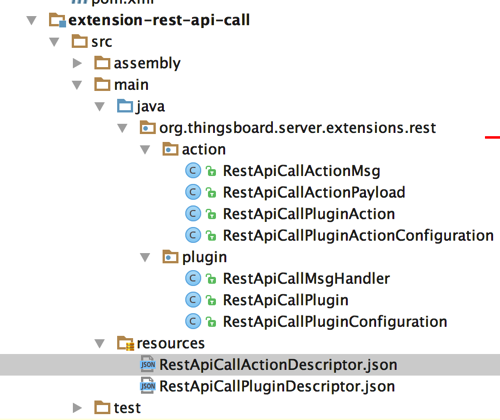 pom.xml
extension-rest-api-call
src
assembly
main
java
org.thingsboard.server.extensions.rest
action
RestApiCallActionMsg
RestApiCallActionPayload
RestApiCallPluginAction
RestApiCallPluginActionConfiguration
plugin
RestApiCallMsgHandler
RestApiCallPlugin
RestApiCallPluginConfiguration
resources
RestApiCallActionDescriptor.json
RestApiCallPluginDescriptor.json
test